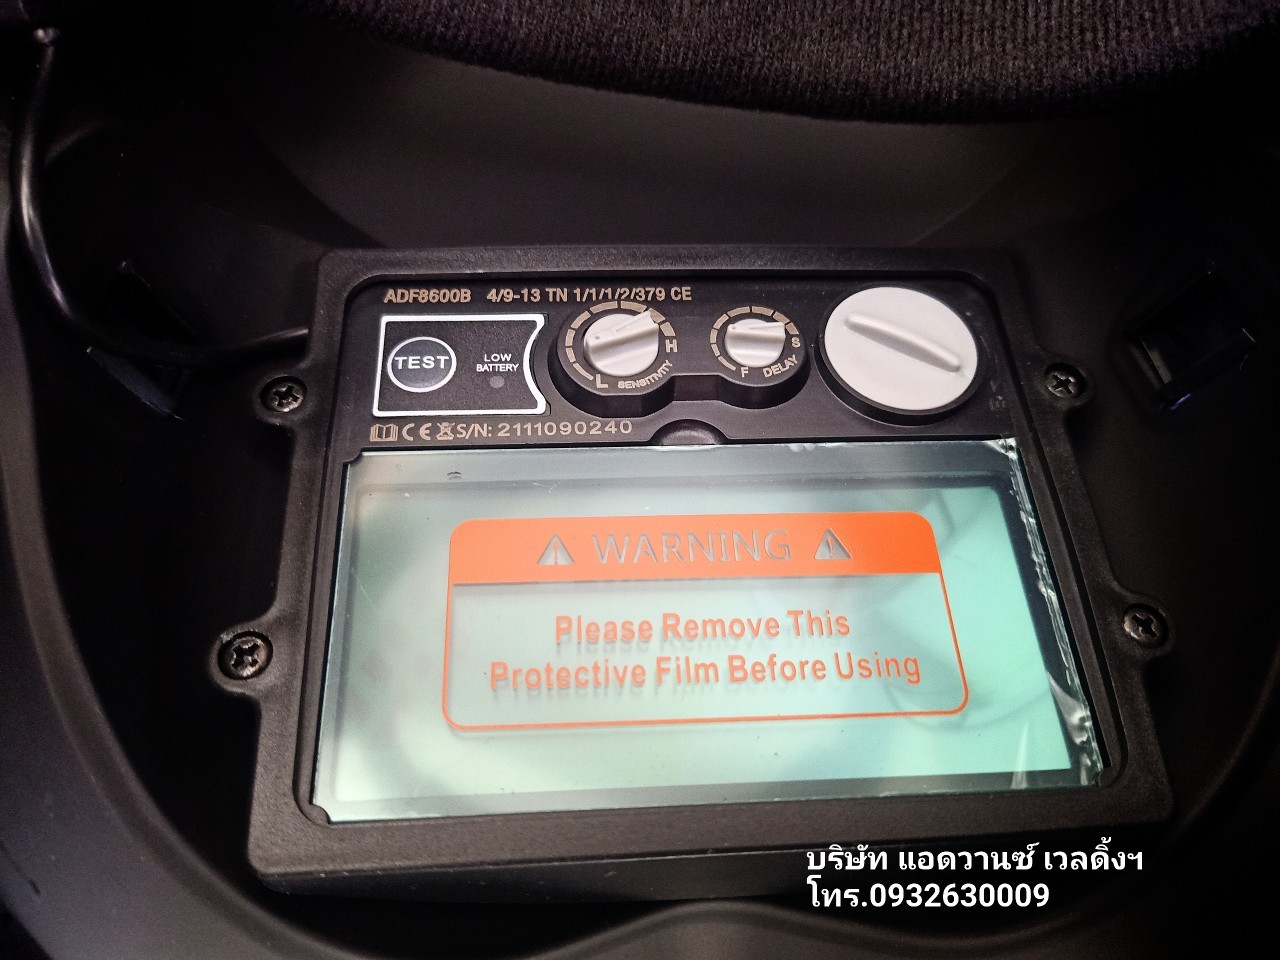 ADF8600B 4/9-13 TN 1/1/1/2/379 CE
TEST
LOW
BATTERY
L
H
SENSITIVITY
F
S
DELAY
CE S/N: 2111090240
WARNING
Please Remove This
Protective Film Before Using
บริษัท แอดวานซ์ เวลดิ้งฯ
โทร.0932630009